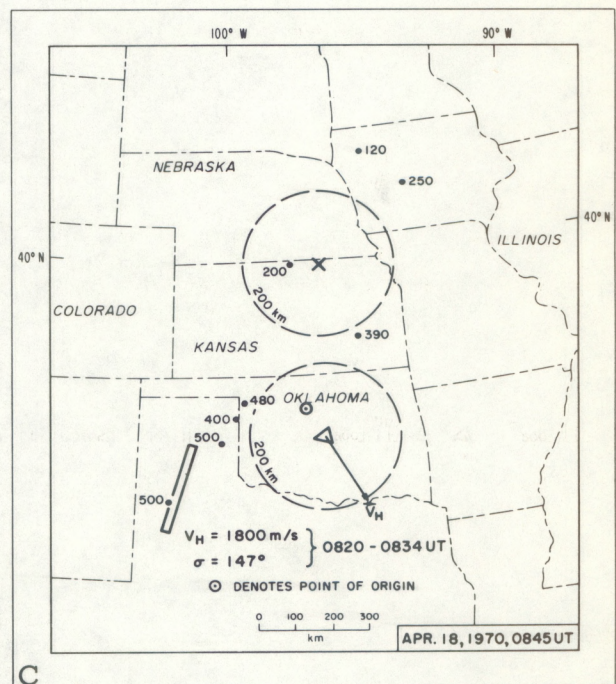 100° W
90° W
120
NEBRASKA
250
40° N
ILLINOIS
40° N
200
200 km
COLORADO
390
KANSAS
480
OKLAHOMA
400
500
200 km
500
V_H
V_H = 1800 m/s
0820 - 0834 UT
σ = 147°
⊙ DENOTES POINT OF ORIGIN
0 100 200 300
km
APR. 18, 1970, 0845 UT
C